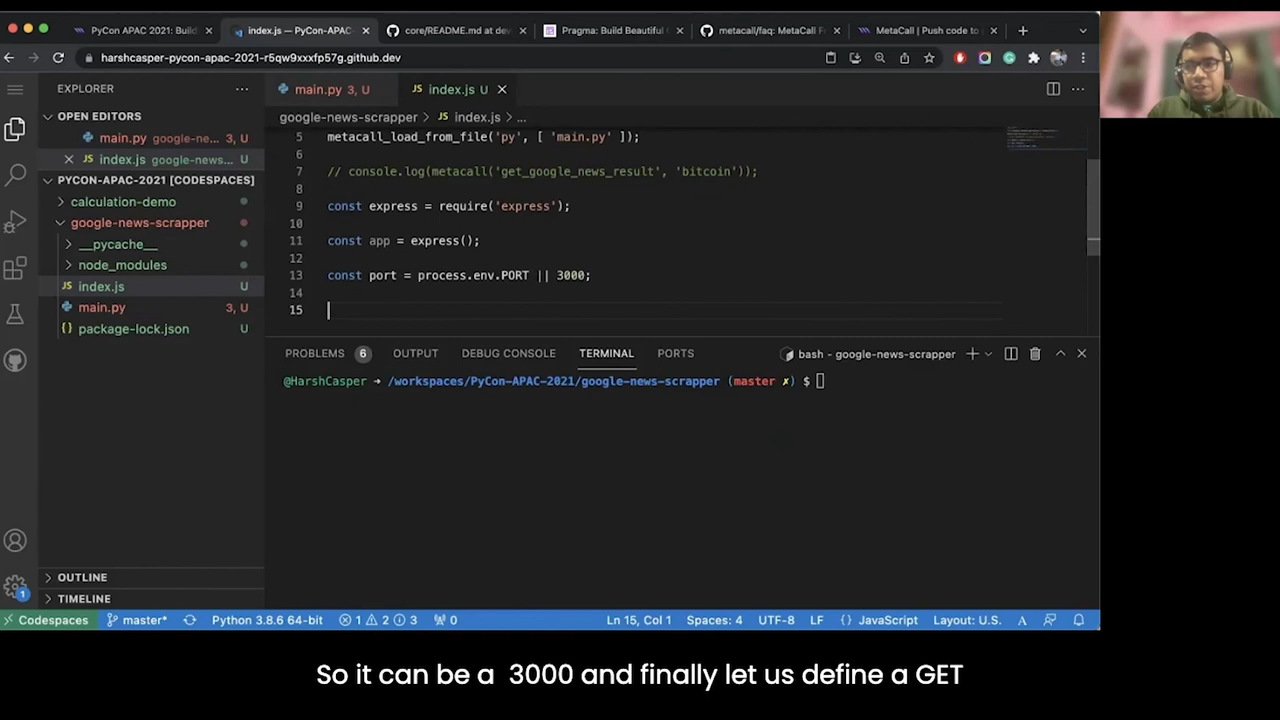 PyCon APAC 2021: Buil
index.js — PyCon-APAC
core/README.md at de
Pragma: Build Beautiful
metacall/faq: MetaCall F
MetaCall | Push code to
harshcasper-pycon-apac-2021-r5qw9xxxfp57g.github.dev
EXPLORER
OPEN EDITORS
main.py google-ne... 3, U
index.js google-news... U
PYCON-APAC-2021 [CODESPACES]
calculation-demo
google-news-scrapper
__pycache__
node_modules
JS index.js U
main.py 3, U
{} package-lock.json U
OUTLINE
TIMELINE
main.py 3, U
JS index.js U
google-news-scrapper > JS index.js > ...
5 metacall_load_from_file('py', [ 'main.py' ]);
6
7 // console.log(metacall('get_google_news_result', 'bitcoin'));
8
9 const express = require('express');
10
11 const app = express();
12
13 const port = process.env.PORT || 3000;
14
15
PROBLEMS 6 OUTPUT DEBUG CONSOLE TERMINAL PORTS bash - google-news-scrapper
@HarshCasper → /workspaces/PyCon-APAC-2021/google-news-scrapper (master ✗) $
1
Codespaces master* Python 3.8.6 64-bit 1 2 3 0 Ln 15, Col 1 Spaces: 4 UTF-8 LF {} JavaScript Layout: U.S.
So it can be a 3000 and finally let us define a GET